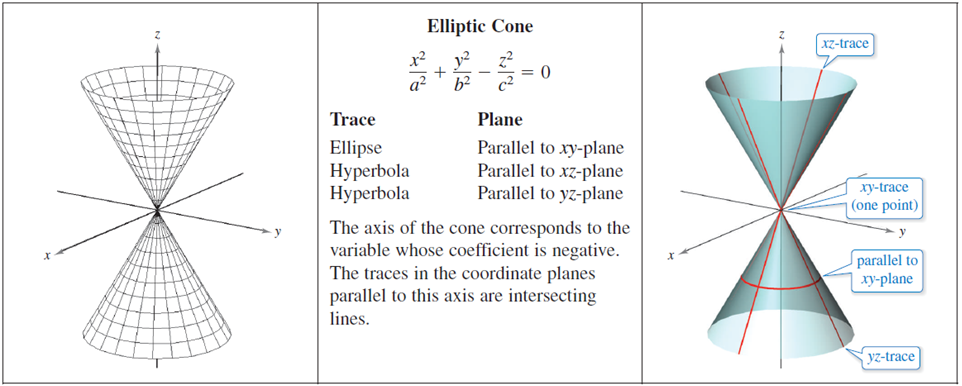 z
y
x
Elliptic Cone
x²/a² + y²/b² − z²/c² = 0
Trace Plane
Ellipse Parallel to xy-plane
Hyperbola Parallel to xz-plane
Hyperbola Parallel to yz-plane
The axis of the cone corresponds to the
variable whose coefficient is negative.
The traces in the coordinate planes
parallel to this axis are intersecting
lines.
z
xz-trace
xy-trace
(one point)
y
x
parallel to
xy-plane
yz-trace